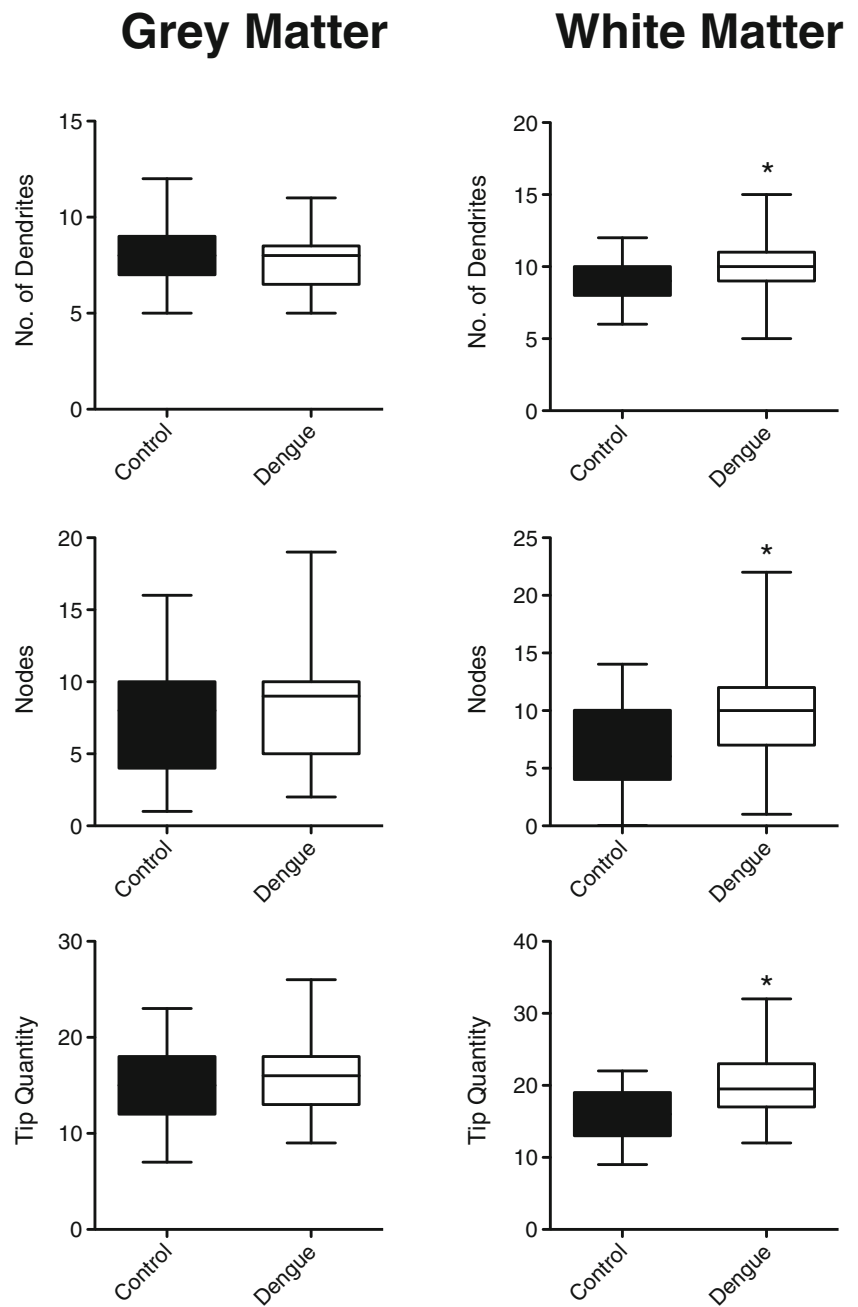 Grey Matter
White Matter
No. of Dendrites
15
10
5
0
Control
Dengue
No. of Dendrites
20
15
10
5
0
*
Control
Dengue
Nodes
20
15
10
5
0
Control
Dengue
Nodes
25
20
15
10
5
0
*
Control
Dengue
Tip Quantity
30
20
10
0
Control
Dengue
Tip Quantity
40
30
20
10
0
*
Control
Dengue